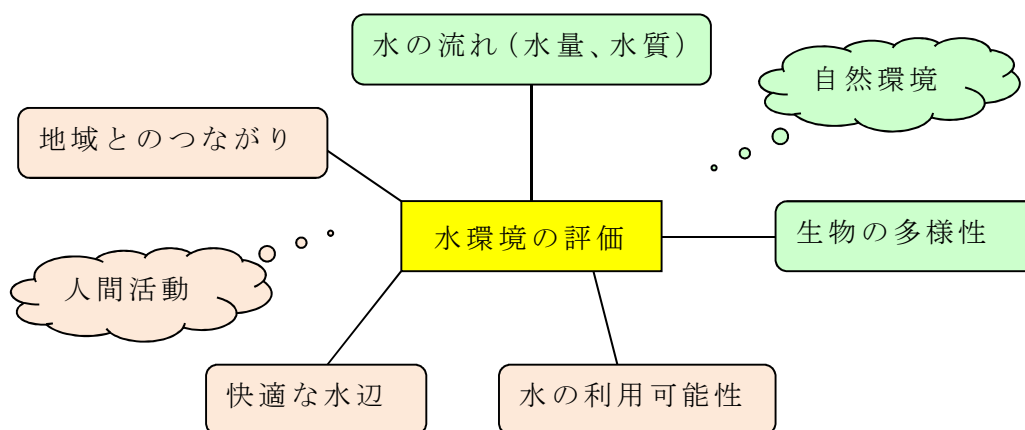 水の流れ(水量、水質)
自然環境
地域とのつながり
水環境の評価
生物の多様性
人間活動
快適な水辺
水の利用可能性